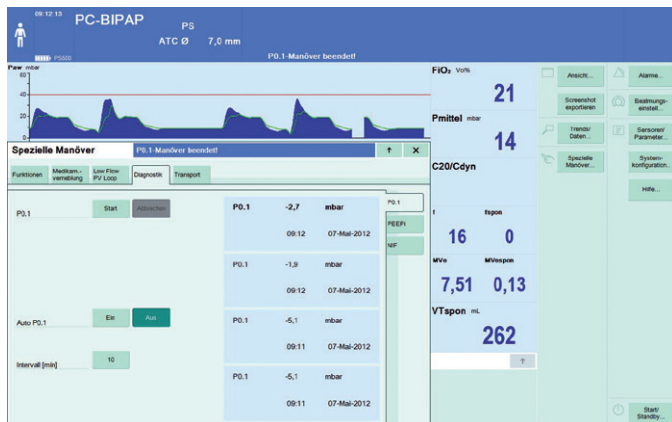 09:12:13
PC-BIPAP
PS
ATC Ø 7,0 mm
PS500
P0.1-Manöver beendet!
Paw mbar
60
40
20
0
Spezielle Manöver
P0.1-Manöver beendet!
Funktionen
Medikam.-
verneblung
Low Flow
PV Loop
Diagnostik
Transport
P0.1
Start
Abbrechen
Auto P0.1
Ein
Aus
Intervall [min]
10
P0.1 -2,7 mbar
09:12 07-Mai-2012
P0.1 -1,9 mbar
09:12 07-Mai-2012
P0.1 -5,1 mbar
09:11 07-Mai-2012
P0.1 -5,1 mbar
09:11 07-Mai-2012
P0.1
PEEPi
NIF
FiO₂ Vol%
21
Pmittel mbar
14
C20/Cdyn
f
fspon
16
0
MVe
MVespon
7,51
0,13
VTspon mL
262
Ansicht...
Screenshot
exportieren
Trends/
Daten...
Spezielle
Manöver...
Alarme...
Beatmungs-
einstell...
Sensoren/
Parameter...
System-
konfiguration...
Hilfe...
Start/
Standby...